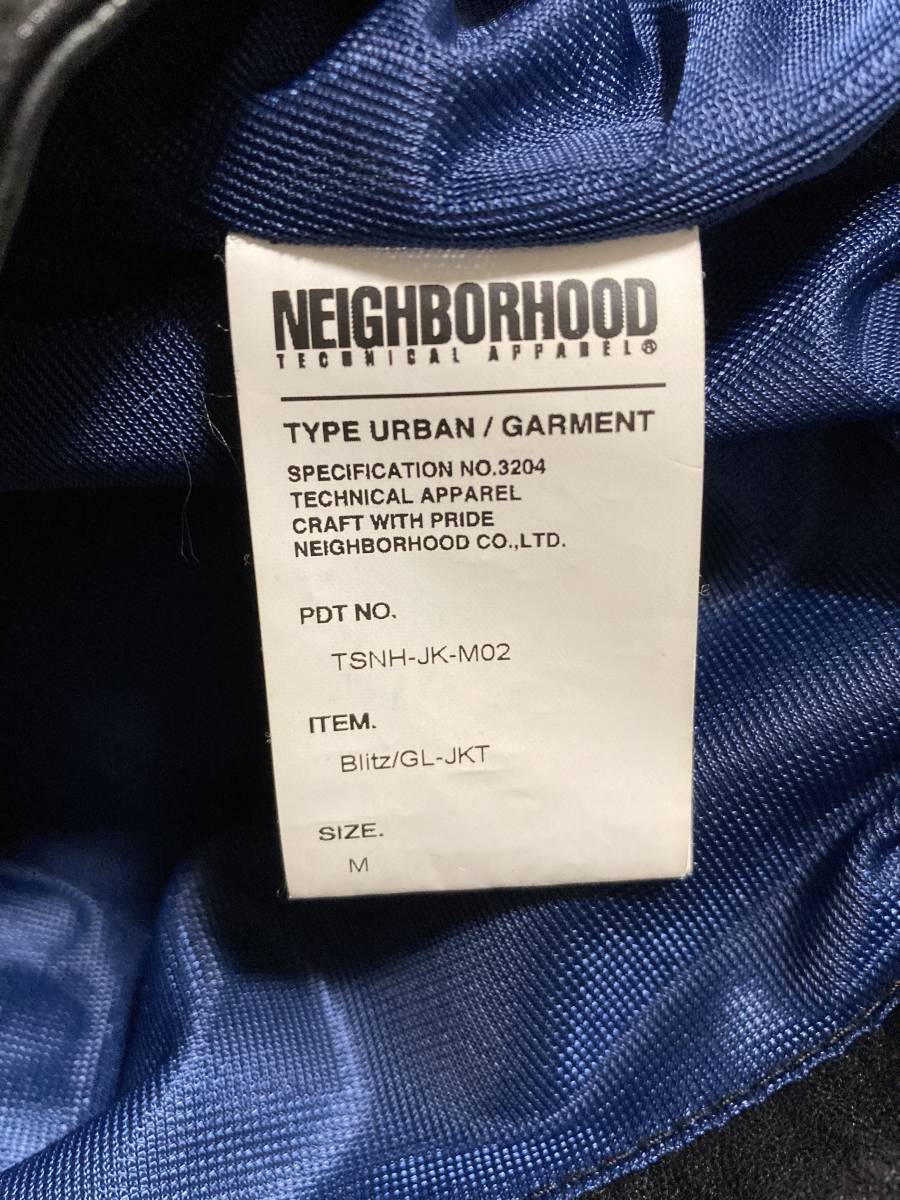 NEIGHBORHOOD
TECHNICAL APPAREL®
TYPE URBAN / GARMENT
SPECIFICATION NO.3204
TECHNICAL APPAREL
CRAFT WITH PRIDE
NEIGHBORHOOD CO.,LTD.
PDT NO.
TSNH-JK-M02
ITEM.
Blitz/GL-JKT
SIZE.
M